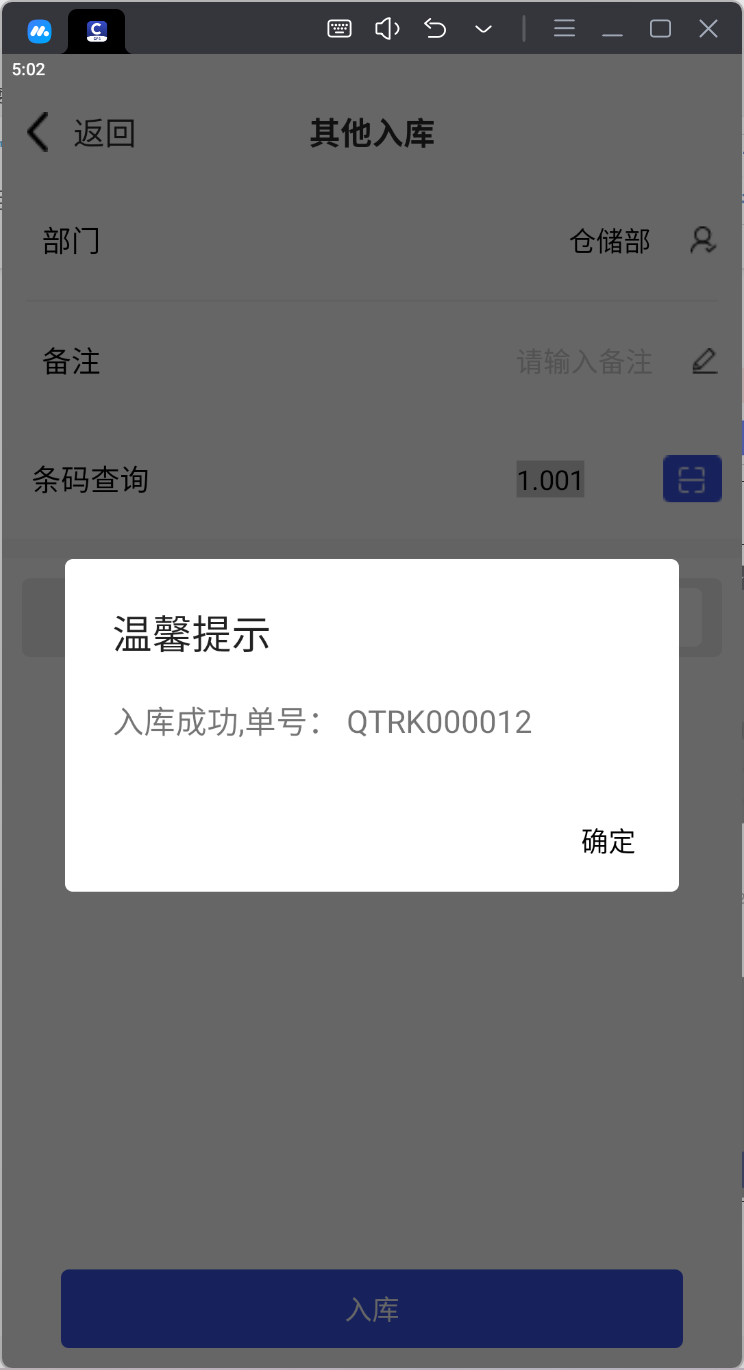 5:02
返回 其他入库
部门 仓储部
备注 请输入备注
条码查询 1.001
温馨提示
入库成功,单号： QTRK000012
确定
入库